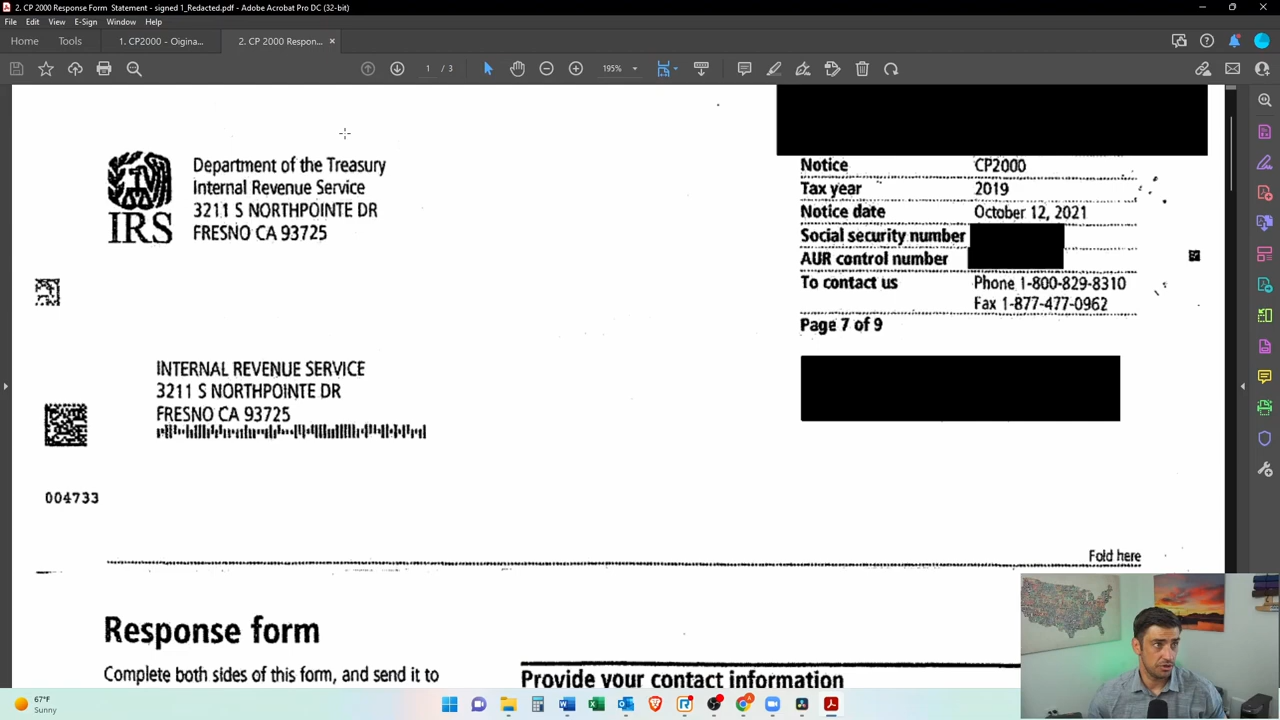 2. CP 2000 Response Form Statement - signed 1_Redacted.pdf - Adobe Acrobat Pro DC (32-bit)
File Edit View E-Sign Window Help
Home Tools 1. CP2000 - Oigina... 2. CP 2000 Respon... ×
1 / 3 195%
Department of the Treasury
Internal Revenue Service
3211 S NORTHPOINTE DR
FRESNO CA 93725
IRS
Notice CP2000
Tax year 2019
Notice date October 12, 2021
Social security number
AUR control number
To contact us Phone 1-800-829-8310
Fax 1-877-477-0962
Page 7 of 9
INTERNAL REVENUE SERVICE
3211 S NORTHPOINTE DR
FRESNO CA 93725
004733
Fold here
Response form
Complete both sides of this form, and send it to
Provide your contact information
67°F
Sunny